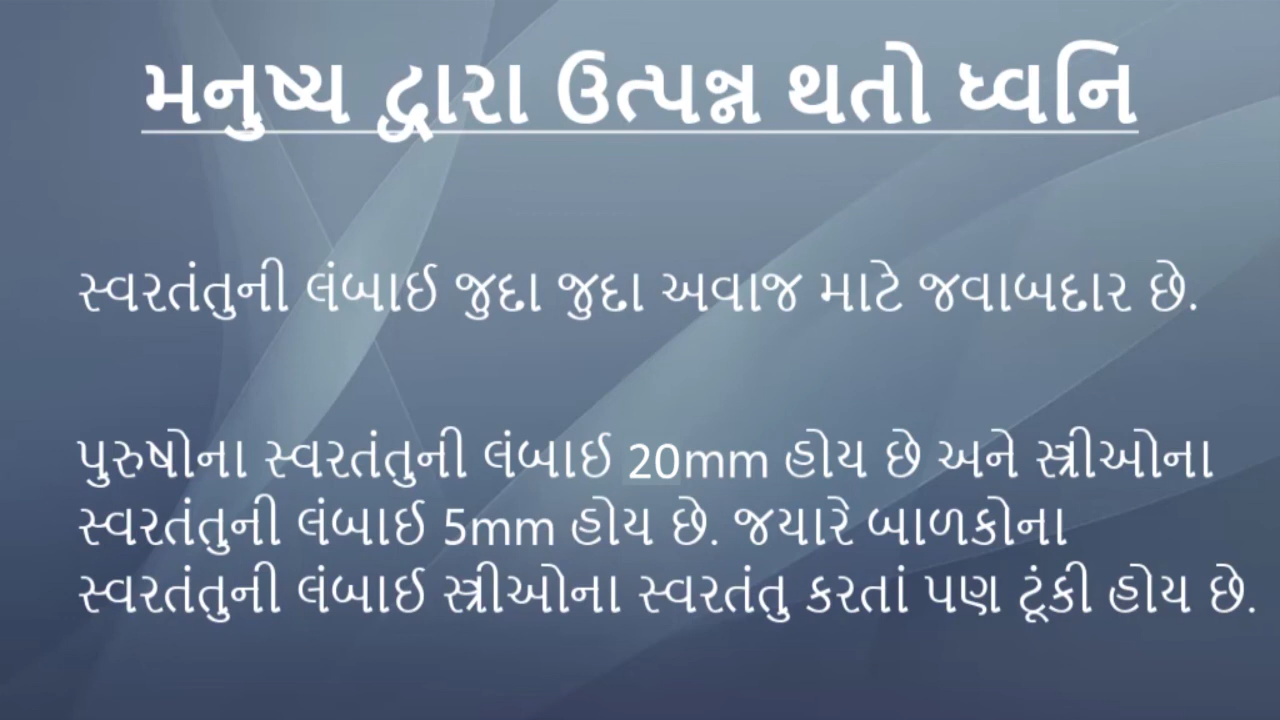 મનુષ્ય દ્વારા ઉત્પન્ન થતો ધ્વનિ
સ્વરતંતુની લંબાઈ જુદા જુદા અવાજ માટે જવાબદાર છે.
પુરુષોના સ્વરતંતુની લંબાઈ 20mm હોય છે અને સ્ત્રીઓના
સ્વરતંતુની લંબાઈ 5mm હોય છે. જયારે બાળકોના
સ્વરતંતુની લંબાઈ સ્ત્રીઓના સ્વરતંતુ કરતાં પણ ટૂંકી હોય છે.